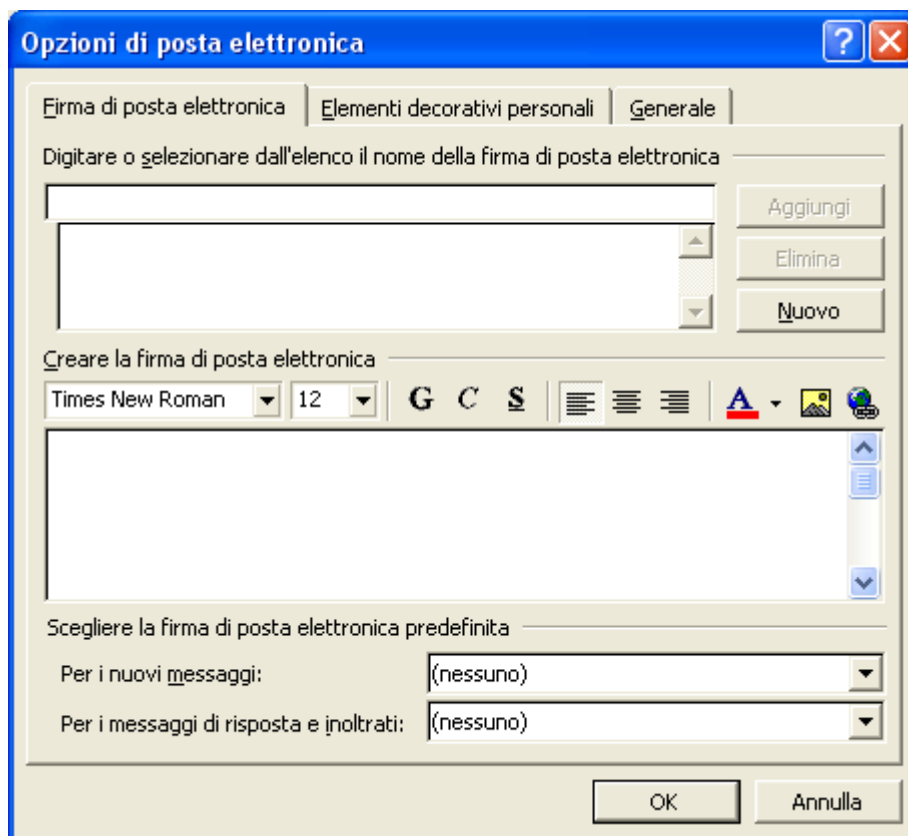 Opzioni di posta elettronica
Firma di posta elettronica Elementi decorativi personali Generale
Digitare o selezionare dall'elenco il nome della firma di posta elettronica
Aggiungi
Elimina
Nuovo
Creare la firma di posta elettronica
Times New Roman 12 G C S A
Scegliere la firma di posta elettronica predefinita
Per i nuovi messaggi: (nessuno)
Per i messaggi di risposta e inoltrati: (nessuno)
OK Annulla